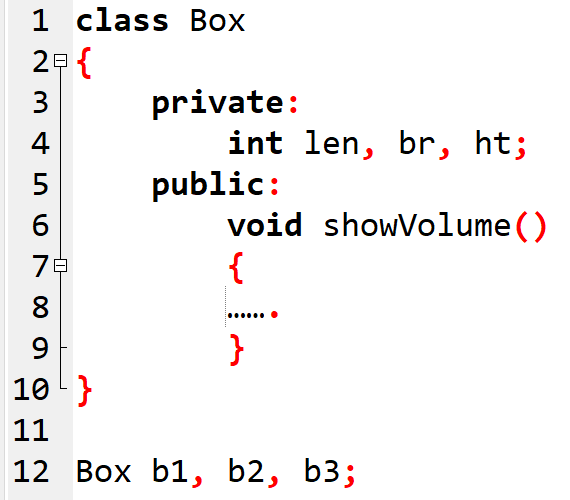 1 class Box
2 {
3 private:
4 int len, br, ht;
5 public:
6 void showVolume()
7 {
8 …….
9 }
10 }
11
12 Box b1, b2, b3;